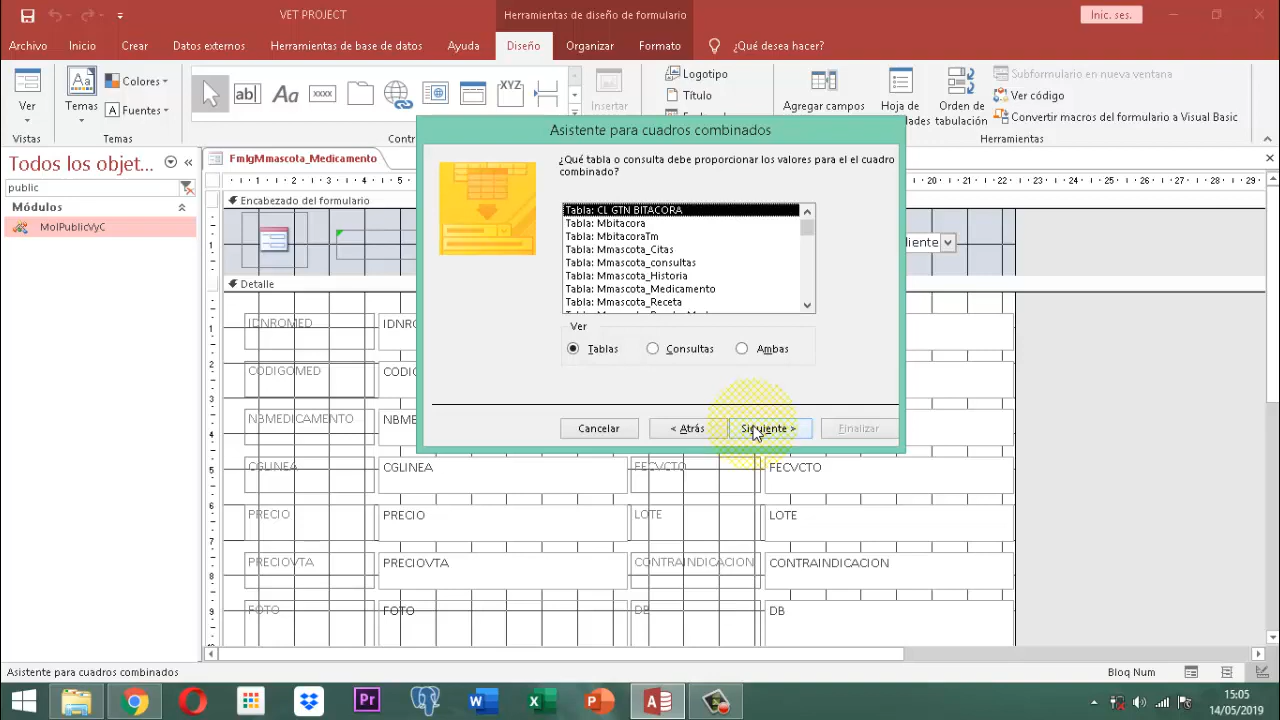 VET PROJECT
Herramientas de diseño de formulario
Inic. ses.
Archivo
Inicio
Crear
Datos externos
Herramientas de base de datos
Ayuda
Diseño
Organizar
Formato
¿Qué desea hacer?
Ver
Vistas
Temas
Colores
Fuentes
Temas
ab|
Aa
xxxx
XYZ
Insertar
Logotipo
Título
Agregar campos
Hoja de
Orden de
tabulación
Subformulario en nueva ventana
Ver código
Convertir macros del formulario a Visual Basic
Herramientas
Todos los objet...
public
Módulos
MolPublicVyC
FmlgMmascota_Medicamento
Encabezado del formulario
Detalle
Asistente para cuadros combinados
¿Qué tabla o consulta debe proporcionar los valores para el el cuadro
combinado?
Tabla: CL GTN BITACORA
Tabla: Mbitacora
Tabla: MbitacoraTm
Tabla: Mmascota_Citas
Tabla: Mmascota_consultas
Tabla: Mmascota_Historia
Tabla: Mmascota_Medicamento
Tabla: Mmascota_Receta
Ver
Tablas
Consultas
Ambas
Cancelar
< Atrás
Siguiente >
Finalizar
IDNROMED
CODIGOMED
NBMEDICAMENTO
CGLINEA
CGLINEA
FECVCTO
FECVCTO
PRECIO
PRECIO
LOTE
LOTE
PRECIOVTA
PRECIOVTA
CONTRAINDICACION
CONTRAINDICACION
FOTO
FOTO
DB
DB
Asistente para cuadros combinados
Bloq Num
15:05
14/05/2019